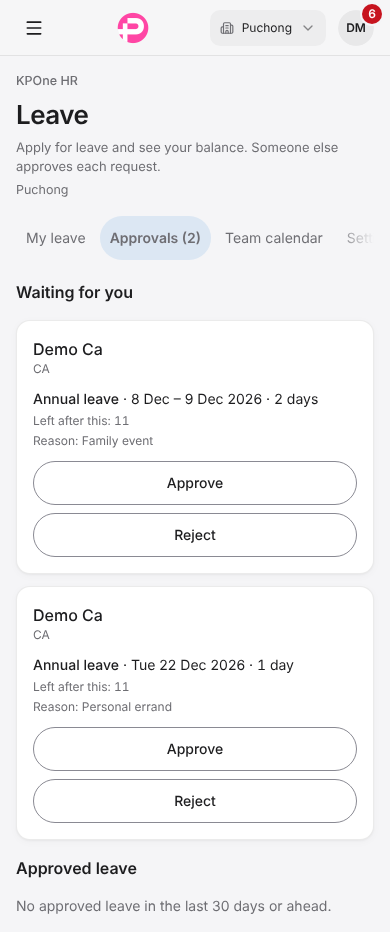 Puchong
DM
6
KPOne HR
Leave
Apply for leave and see your balance. Someone else
approves each request.
Puchong
My leave
Approvals (2)
Team calendar
Waiting for you
Demo Ca
CA
Annual leave · 8 Dec – 9 Dec 2026 · 2 days
Left after this: 11
Reason: Family event
Approve
Reject
Demo Ca
CA
Annual leave · Tue 22 Dec 2026 · 1 day
Left after this: 11
Reason: Personal errand
Approve
Reject
Approved leave
No approved leave in the last 30 days or ahead.